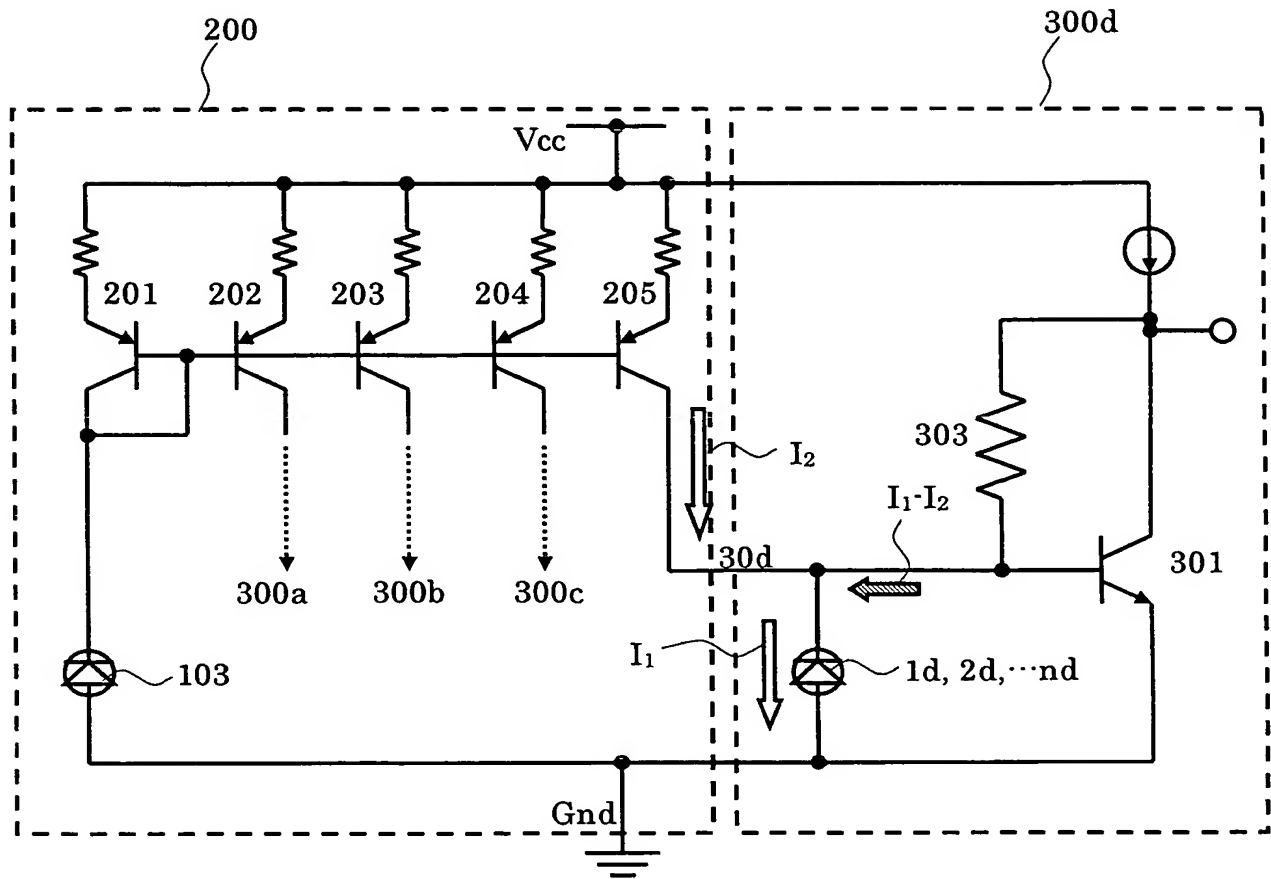 200
300d
Vcc
201 202 203 204 205
303
I₂
I₁-I₂
30d
301
300a 300b 300c
I₁
103
1d, 2d,⋯nd
Gnd